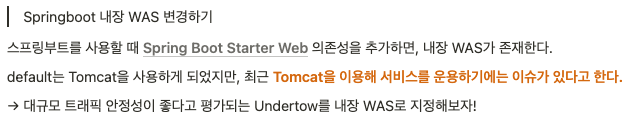 Springboot 내장 WAS 변경하기
스프링부트를 사용할 때 Spring Boot Starter Web 의존성을 추가하면, 내장 WAS가 존재한다.
default는 Tomcat을 사용하게 되었지만, 최근 Tomcat을 이용해 서비스를 운용하기에는 이슈가 있다고 한다.
→ 대규모 트래픽 안정성이 좋다고 평가되는 Undertow를 내장 WAS로 지정해보자!